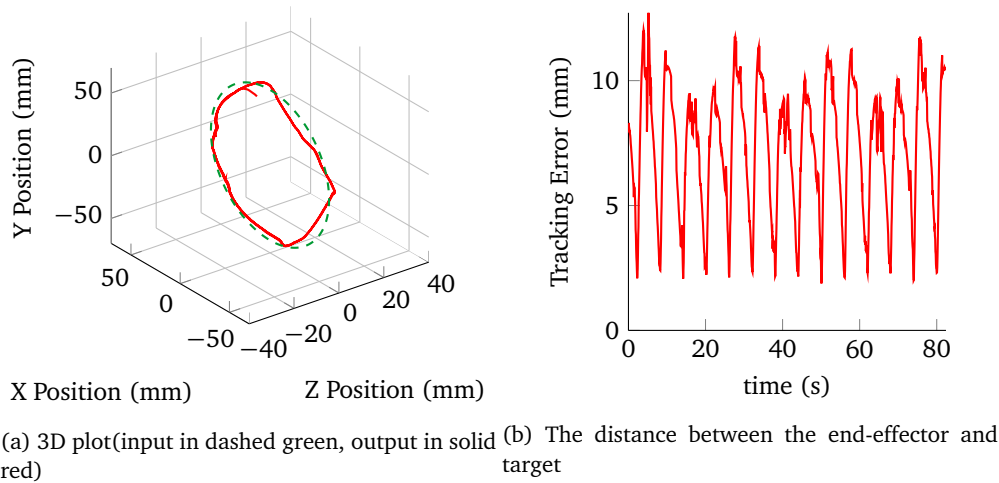 50
0
−50
Y Position (mm)
50
0
−50
−40
−20
0
20
40
X Position (mm)
Z Position (mm)
(a) 3D plot(input in dashed green, output in solid
red)
10
5
0
Tracking Error (mm)
0
20
40
60
80
time (s)
(b) The distance between the end-effector and
target